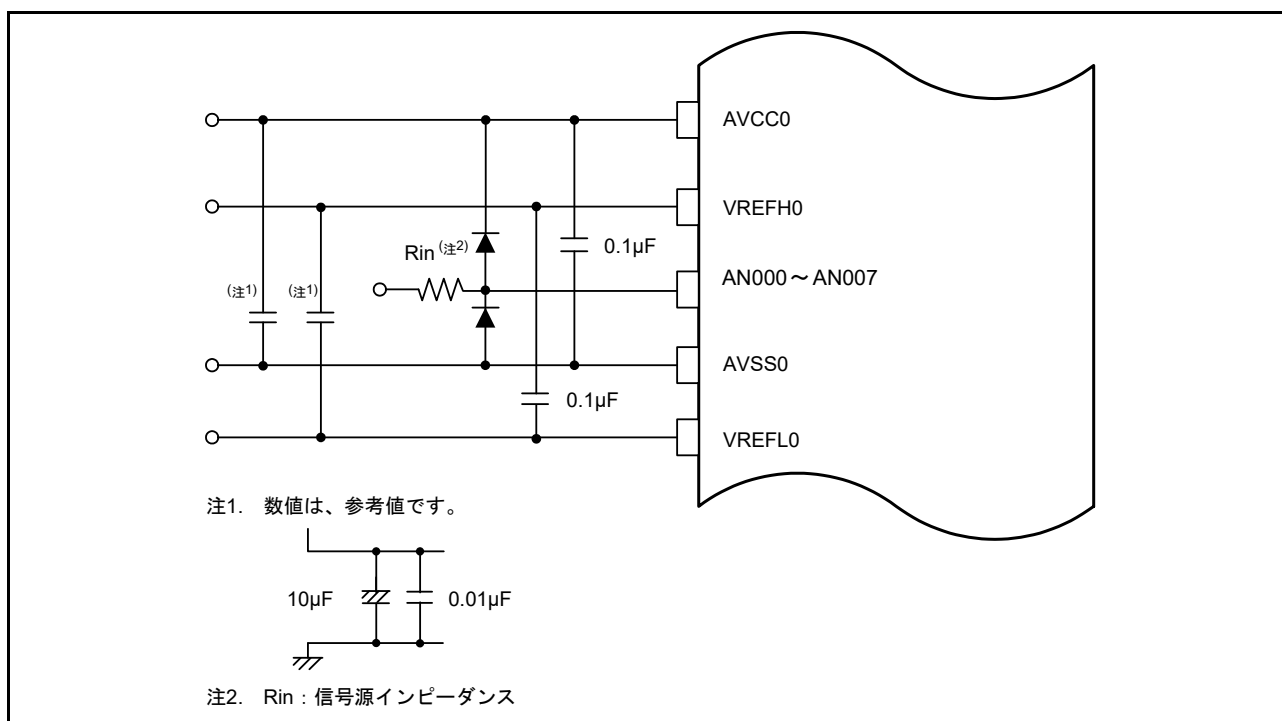 AVCC0
VREFH0
Rin (注2)
0.1µF
AN000～AN007
(注1) (注1)
AVSS0
0.1µF
VREFL0
注1. 数値は、参考値です。
10µF 0.01µF
注2. Rin：信号源インピーダンス